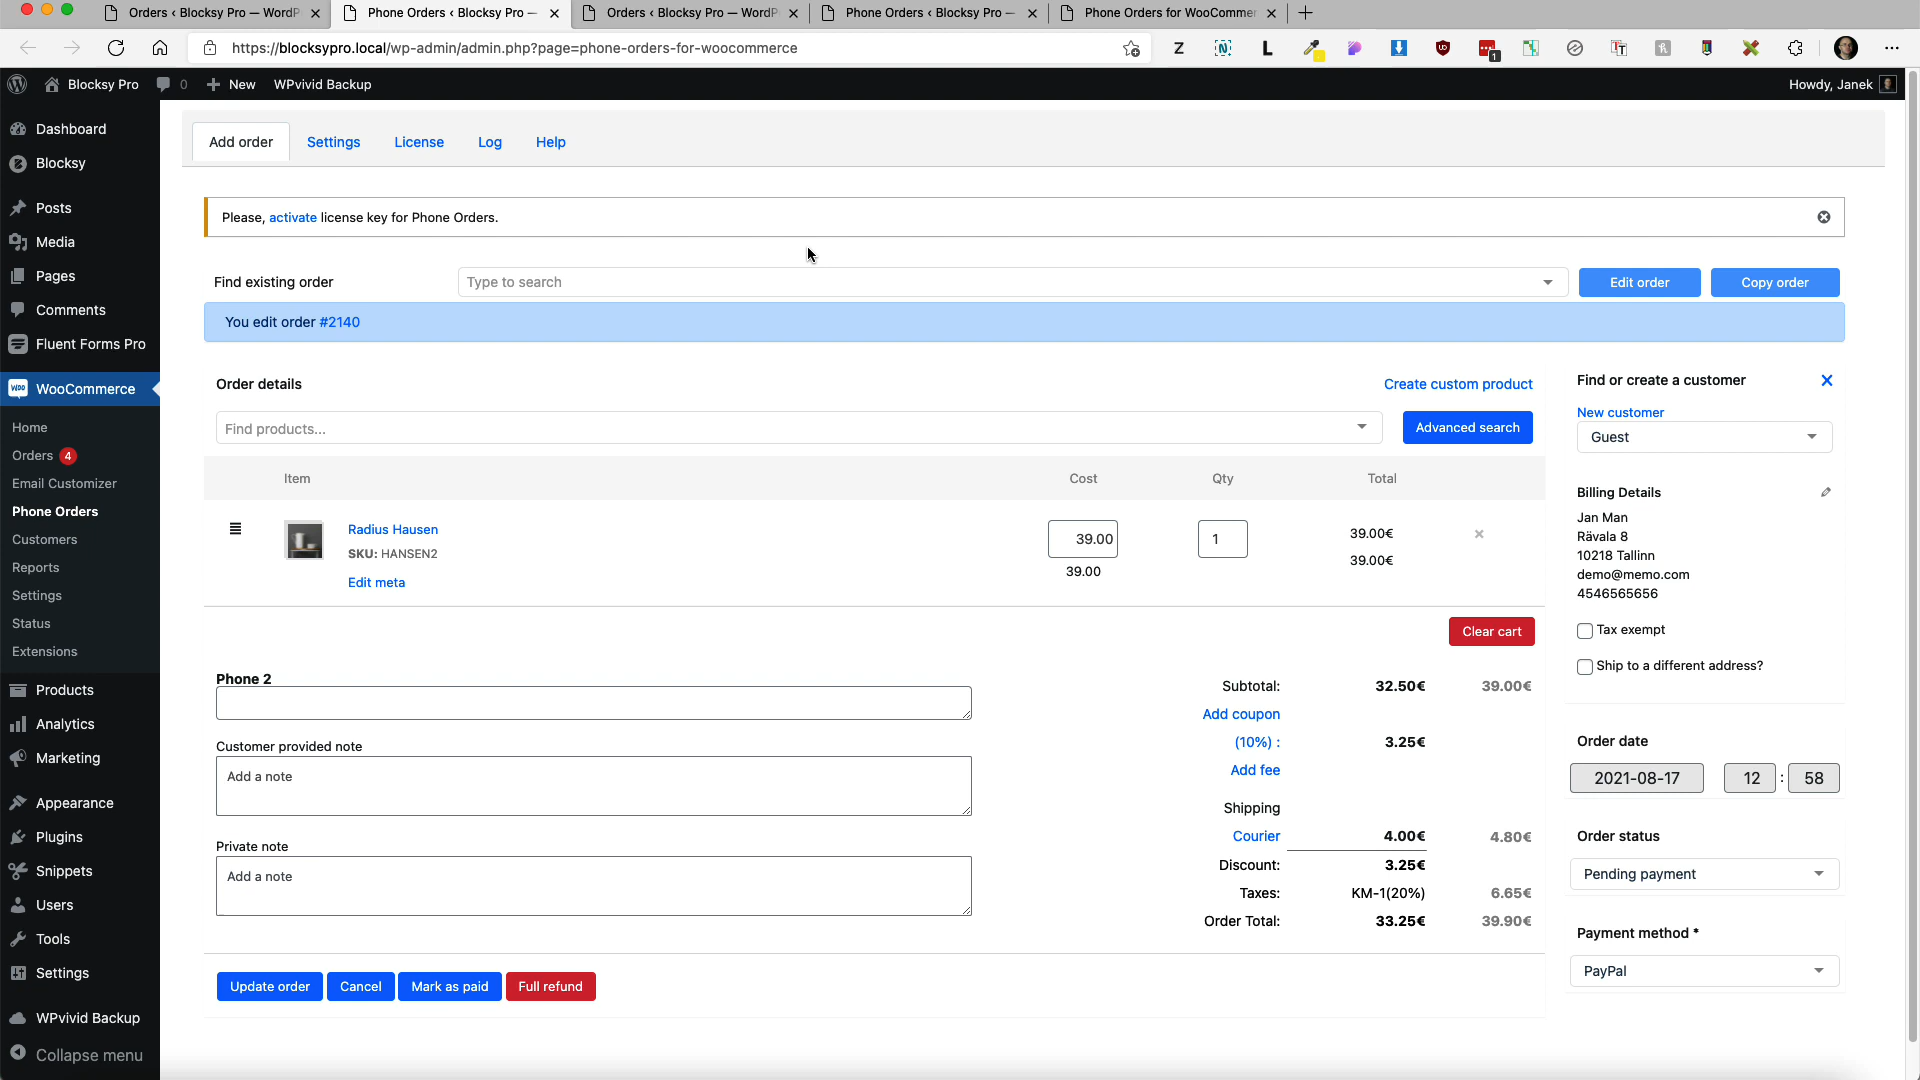 Orders ‹ Blocksy Pro — WordP
Phone Orders ‹ Blocksy Pro —
Orders ‹ Blocksy Pro — WordP
Phone Orders ‹ Blocksy Pro —
Phone Orders for WooCommer
https://blocksypro.local/wp-admin/admin.php?page=phone-orders-for-woocommerce
Blocksy Pro
0
New
WPvivid Backup
Howdy, Janek
Dashboard
Blocksy
Posts
Media
Pages
Comments
Fluent Forms Pro
WooCommerce
Home
Orders 4
Email Customizer
Phone Orders
Customers
Reports
Settings
Status
Extensions
Products
Analytics
Marketing
Appearance
Plugins
Snippets
Users
Tools
Settings
WPvivid Backup
Collapse menu
Add order
Settings
License
Log
Help
Please, activate license key for Phone Orders.
Find existing order
Type to search
Edit order
Copy order
You edit order #2140
Order details
Create custom product
Find products...
Advanced search
Item
Cost
Qty
Total
Radius Hausen
SKU: HANSEN2
Edit meta
39.00
39.00
1
39.00€
39.00€
Clear cart
Phone 2
Customer provided note
Add a note
Private note
Add a note
Subtotal: 32.50€ 39.00€
Add coupon
(10%) : 3.25€
Add fee
Shipping
Courier 4.00€ 4.80€
Discount: 3.25€
Taxes: KM-1(20%) 6.65€
Order Total: 33.25€ 39.90€
Update order
Cancel
Mark as paid
Full refund
Find or create a customer
New customer
Guest
Billing Details
Jan Man
Rävala 8
10218 Tallinn
demo@memo.com
4546565656
Tax exempt
Ship to a different address?
Order date
2021-08-17 12 : 58
Order status
Pending payment
Payment method *
PayPal